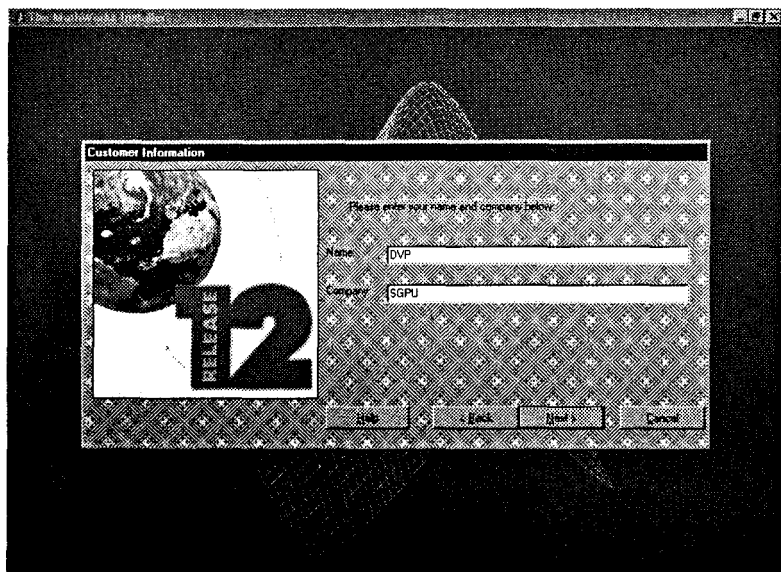 The MathWorks Installer
Customer Information
Please enter your name and company below.
Name: DVP
Company: SGPU
RELEASE 12
Help < Back Next > Cancel